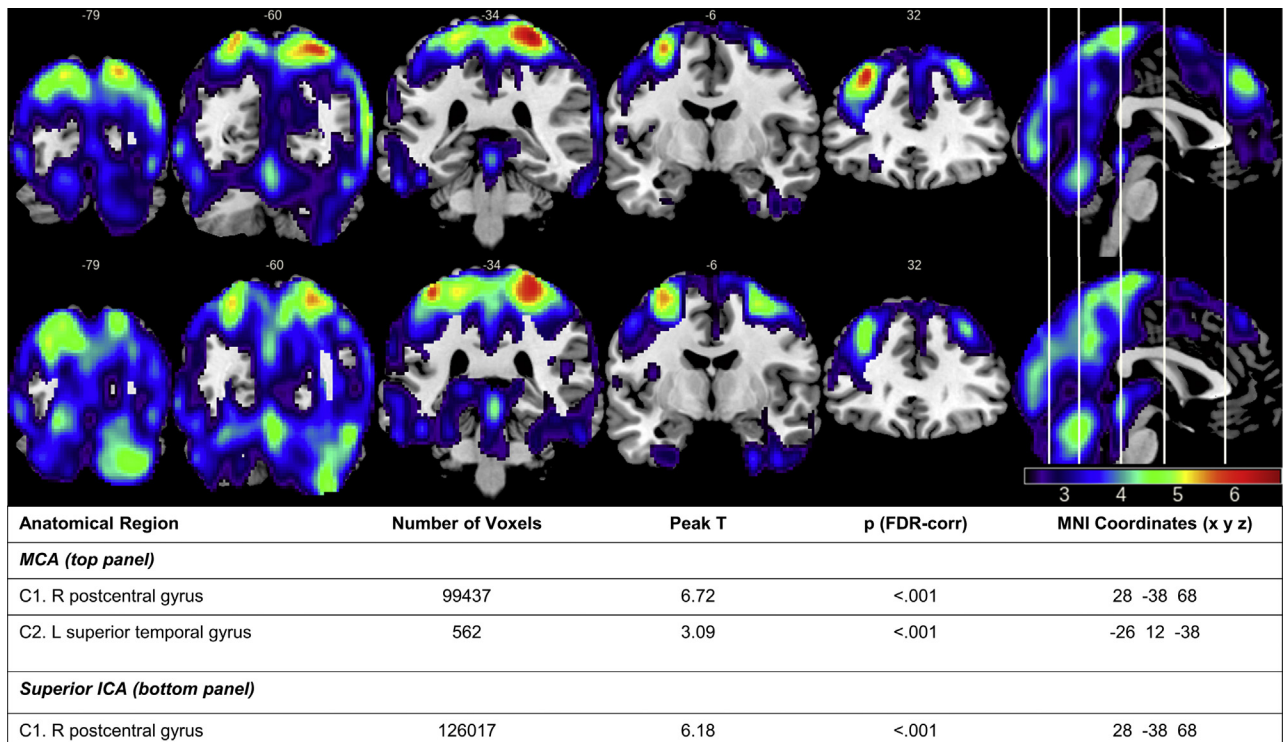 -79 -60 -34 -6 32
-79 -60 -34 -6 32
3 4 5 6
Anatomical Region Number of Voxels Peak T p (FDR-corr) MNI Coordinates (x y z)
MCA (top panel)
C1. R postcentral gyrus 99437 6.72 <.001 28 -38 68
C2. L superior temporal gyrus 562 3.09 <.001 -26 12 -38
Superior ICA (bottom panel)
C1. R postcentral gyrus 126017 6.18 <.001 28 -38 68